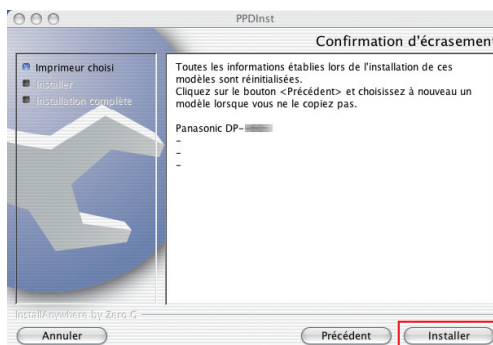 PPDInst
Confirmation d'écrasement
Imprimeur choisi
Installer
Installation complète
Toutes les informations établies lors de l'installation de ces
modèles sont réinitialisées.
Cliquez sur le bouton <Précédent> et choisissez à nouveau un
modèle lorsque vous ne le copiez pas.
Panasonic DP-
-
-
-
InstallAnywhere by Zero G
Annuler
Précédent
Installer